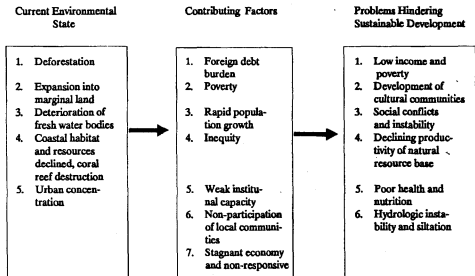 Current Environmental
State
Contributing Factors
Problems Hindering
Sustainable Development
1. Deforestation
2. Expansion into
marginal land
3. Deterioration of
fresh water bodies
4. Coastal habitat
and resources
declined, coral
reef destruction
5. Urban concen-
tration
1. Foreign debt
burden
2. Poverty
3. Rapid popula-
tion growth
4. Inequity
5. Weak institu-
nal capacity
6. Non-participation
of local communi-
ties
7. Stagnant economy
and non-responsive
1. Low income and
poverty
2. Development of
cultural communities
3. Social conflicts
and instability
4. Declining produc-
tivity of natural
resource base
5. Poor health and
nutrition
6. Hydrologic insta-
bility and siltation